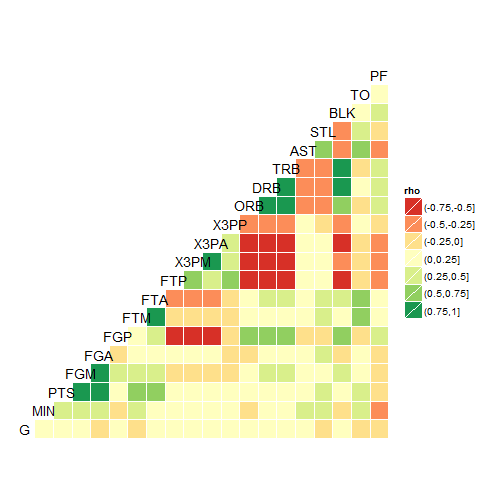 PF
TO
BLK
STL
AST
TRB
DRB
ORB
X3PP
X3PA
X3PM
FTP
FTA
FTM
FGP
FGA
FGM
PTS
MIN
G
rho
(-0.75,-0.5]
(-0.5,-0.25]
(-0.25,0]
(0,0.25]
(0.25,0.5]
(0.5,0.75]
(0.75,1]